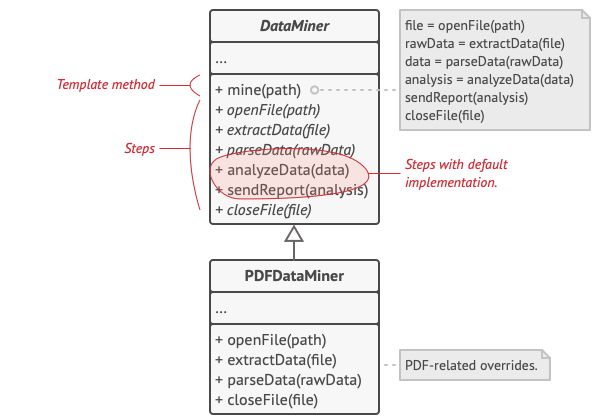 DataMiner
...
Template method
+ mine(path)
+ openFile(path)
+ extractData(file)
+ parseData(rawData)
+ analyzeData(data)
+ sendReport(analysis)
+ closeFile(file)
Steps
file = openFile(path)
rawData = extractData(file)
data = parseData(rawData)
analysis = analyzeData(data)
sendReport(analysis)
closeFile(file)
Steps with default
implementation.
PDFDataMiner
...
+ openFile(path)
+ extractData(file)
+ parseData(rawData)
+ closeFile(file)
PDF-related overrides.